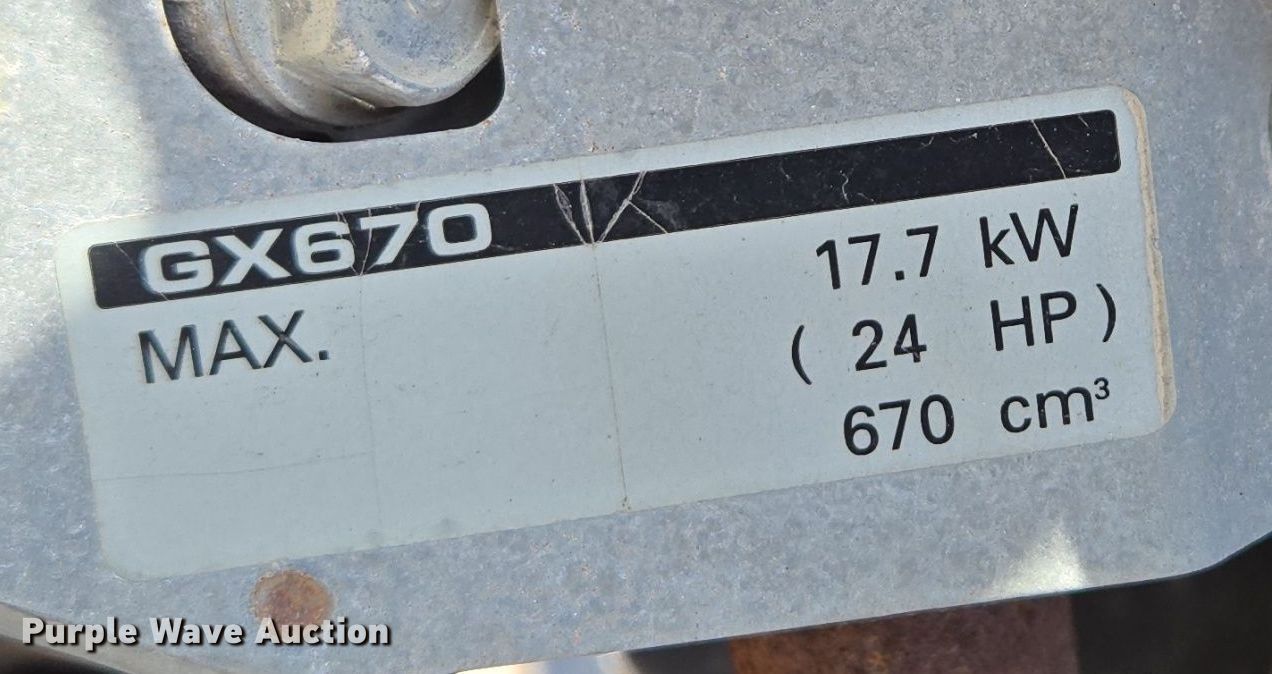 GX670
MAX. 17.7 kW
( 24 HP )
670 cm³
Purple Wave Auction